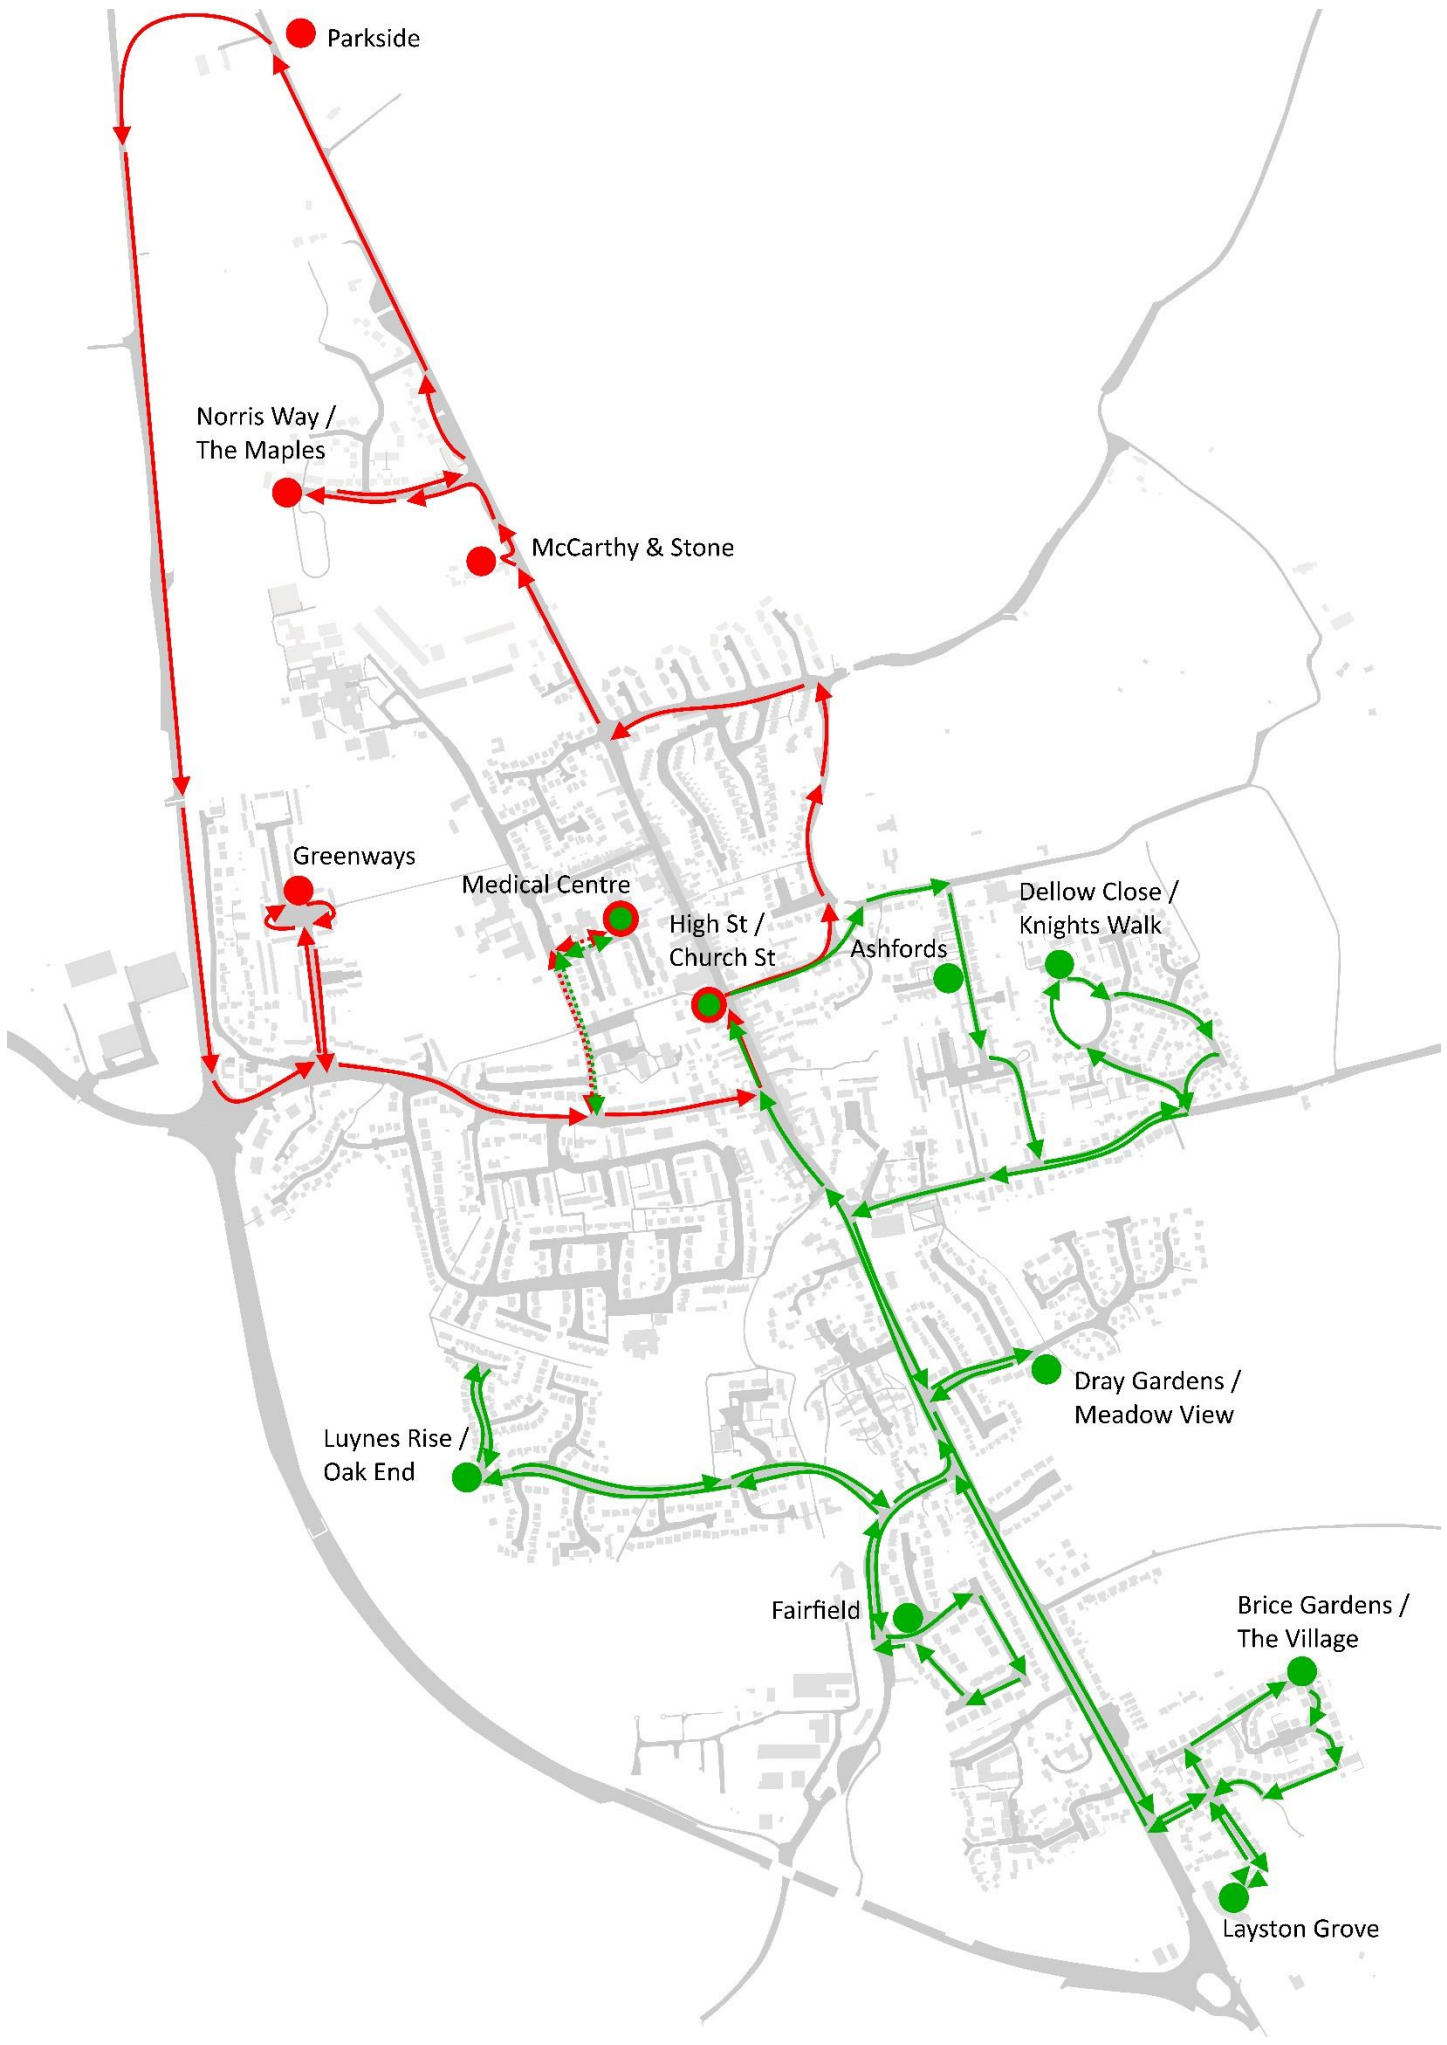 Parkside
Norris Way /
The Maples
McCarthy & Stone
Greenways
Medical Centre
High St /
Church St
Ashfords
Dellow Close /
Knights Walk
Dray Gardens /
Meadow View
Luynes Rise /
Oak End
Fairfield
Brice Gardens /
The Village
Layston Grove